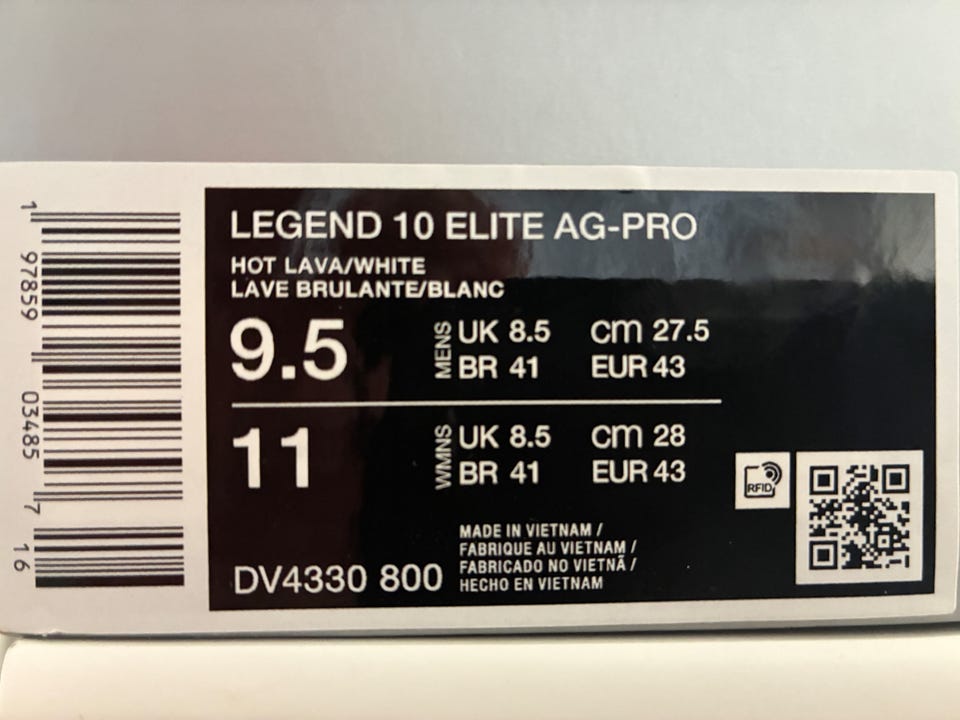 LEGEND 10 ELITE AG-PRO
HOT LAVA/WHITE
LAVE BRULANTE/BLANC
9.5 MENS UK 8.5 cm 27.5
BR 41 EUR 43
11 WMNS UK 8.5 cm 28
BR 41 EUR 43
RFID
MADE IN VIETNAM /
FABRIQUE AU VIETNAM /
FABRICADO NO VIETNÃ /
HECHO EN VIETNAM
DV4330 800
1 97859 03485 7 16